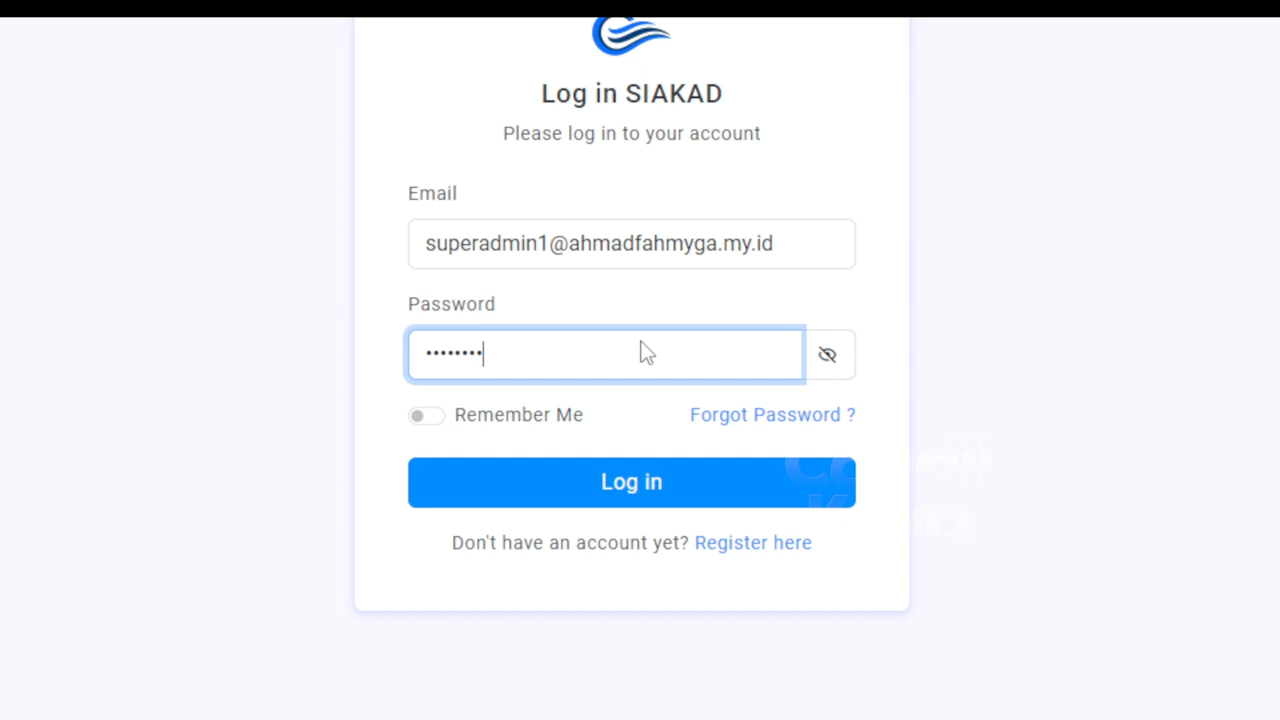 Log in SIAKAD
Please log in to your account
Email
superadmin1@ahmadfahmyga.my.id
Password
••••••••
Remember Me
Forgot Password ?
Log in
Don't have an account yet? Register here